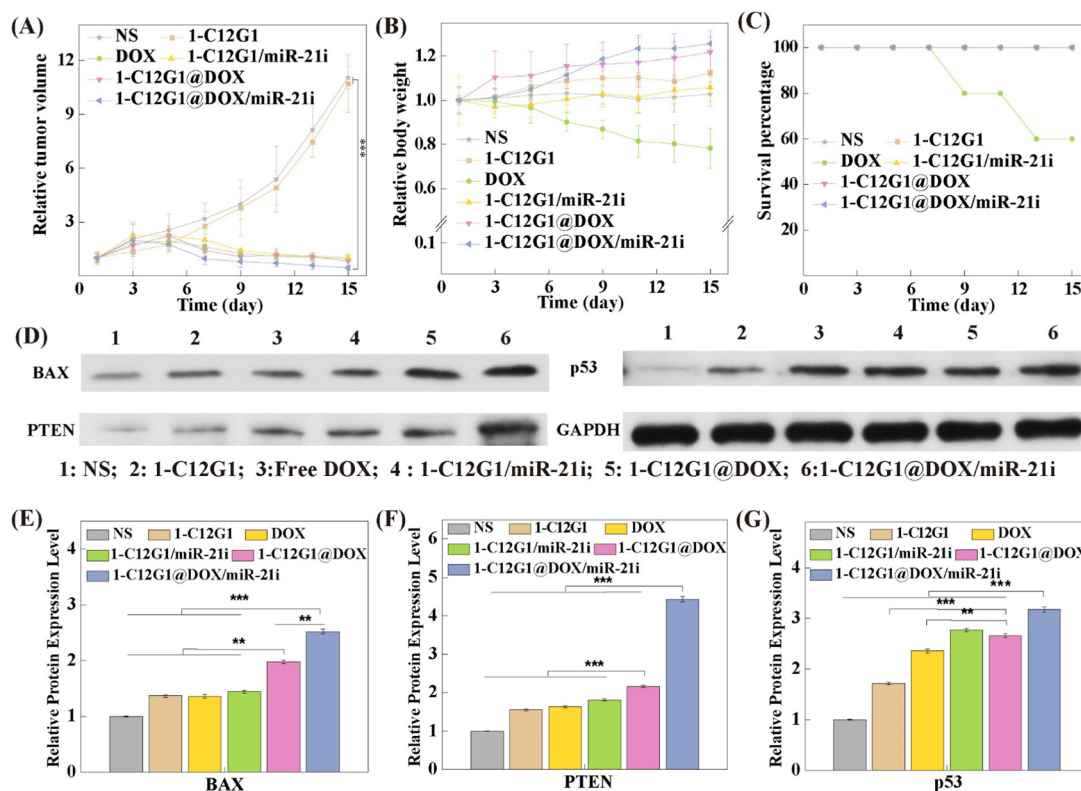 (A)
NS
1-C12G1
DOX
1-C12G1/miR-21i
1-C12G1@DOX
1-C12G1@DOX/miR-21i
Relative tumor volume
12
9
6
3
***
0 3 6 9 12 15
Time (day)
(B)
Relative body weight
1.2
1.0
0.8
0.6
0.1
NS
1-C12G1
DOX
1-C12G1/miR-21i
1-C12G1@DOX
1-C12G1@DOX/miR-21i
0 3 6 9 12 15
Time (day)
(C)
Survival percentage
100
80
60
40
20
NS
1-C12G1
DOX
1-C12G1/miR-21i
1-C12G1@DOX
1-C12G1@DOX/miR-21i
0 3 6 9 12 15
Time (day)
(D)
1 2 3 4 5 6
BAX
PTEN
1 2 3 4 5 6
p53
GAPDH
1: NS; 2: 1-C12G1; 3:Free DOX; 4 : 1-C12G1/miR-21i; 5: 1-C12G1@DOX; 6:1-C12G1@DOX/miR-21i
(E)
NS 1-C12G1 DOX
1-C12G1/miR-21i 1-C12G1@DOX
1-C12G1@DOX/miR-21i
Relative Protein Expression Level
4
3
2
1
0
***
**
**
BAX
(F)
NS 1-C12G1 DOX
1-C12G1/miR-21i 1-C12G1@DOX
1-C12G1@DOX/miR-21i
Relative Protein Expression Level
6
5
4
3
2
1
0
***
***
PTEN
(G)
NS 1-C12G1 DOX
1-C12G1/miR-21i 1-C12G1@DOX
1-C12G1@DOX/miR-21i
Relative Protein Expression Level
4
3
2
1
0
***
***
**
p53